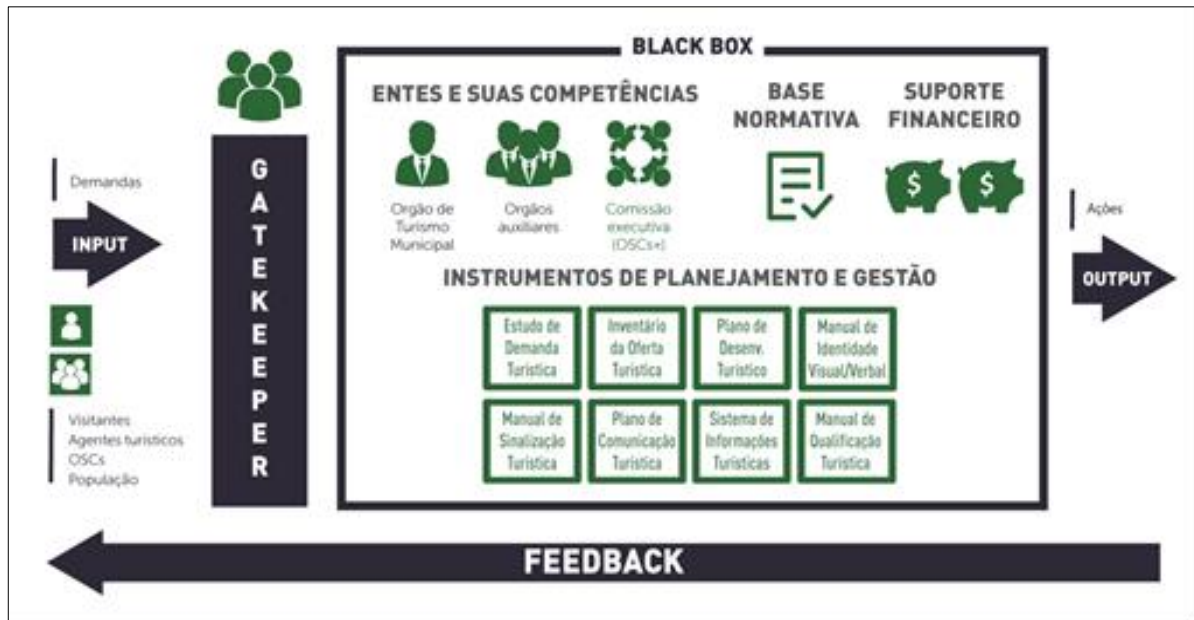 BLACK BOX
ENTES E SUAS COMPETÊNCIAS
BASE
NORMATIVA
SUPORTE
FINANCEIRO
GATEKEEPER
Demandas
INPUT
Visitantes
Agentes turísticos
OSCs
População
Orgão de
Turismo
Municipal
Orgãos
auxiliares
Comissão
executiva
(OSCs+)
$
$
INSTRUMENTOS DE PLANEJAMENTO E GESTÃO
Estudo de
Demanda
Turística
Inventário
da Oferta
Turística
Plano de
Desenv.
Turístico
Manual de
Identidade
Visual/Verbal
Manual de
Sinalização
Turística
Plano de
Comunicação
Turística
Sistema de
Informações
Turísticas
Manual de
Qualificação
Turística
Ações
OUTPUT
FEEDBACK